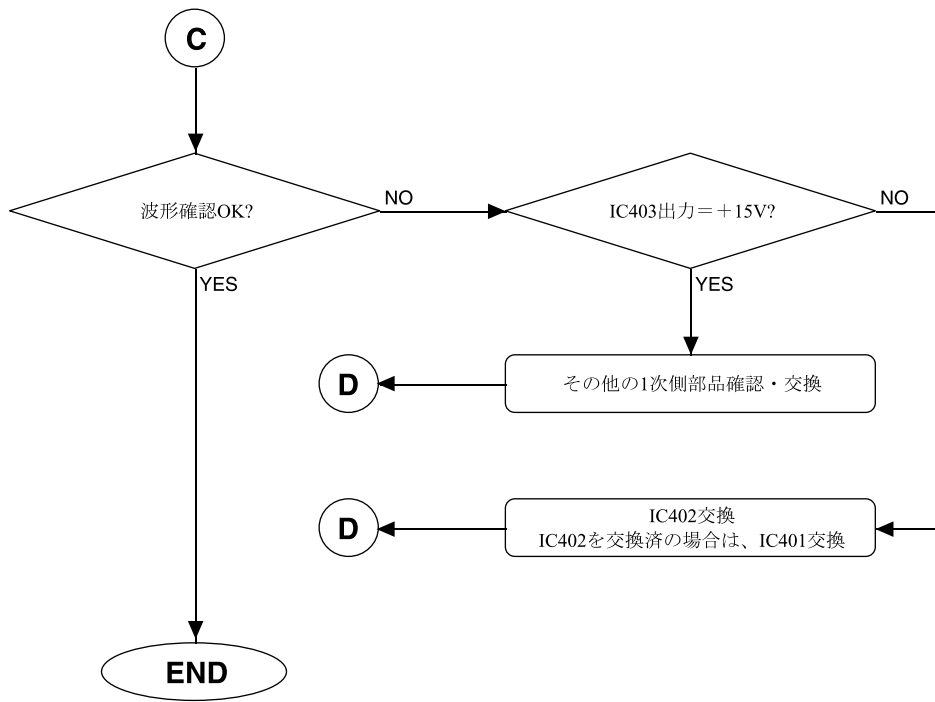 C
波形確認OK?
NO
IC403出力＝＋15V?
NO
YES
YES
D
その他の1次側部品確認・交換
D
IC402交換
IC402を交換済の場合は、IC401交換
END